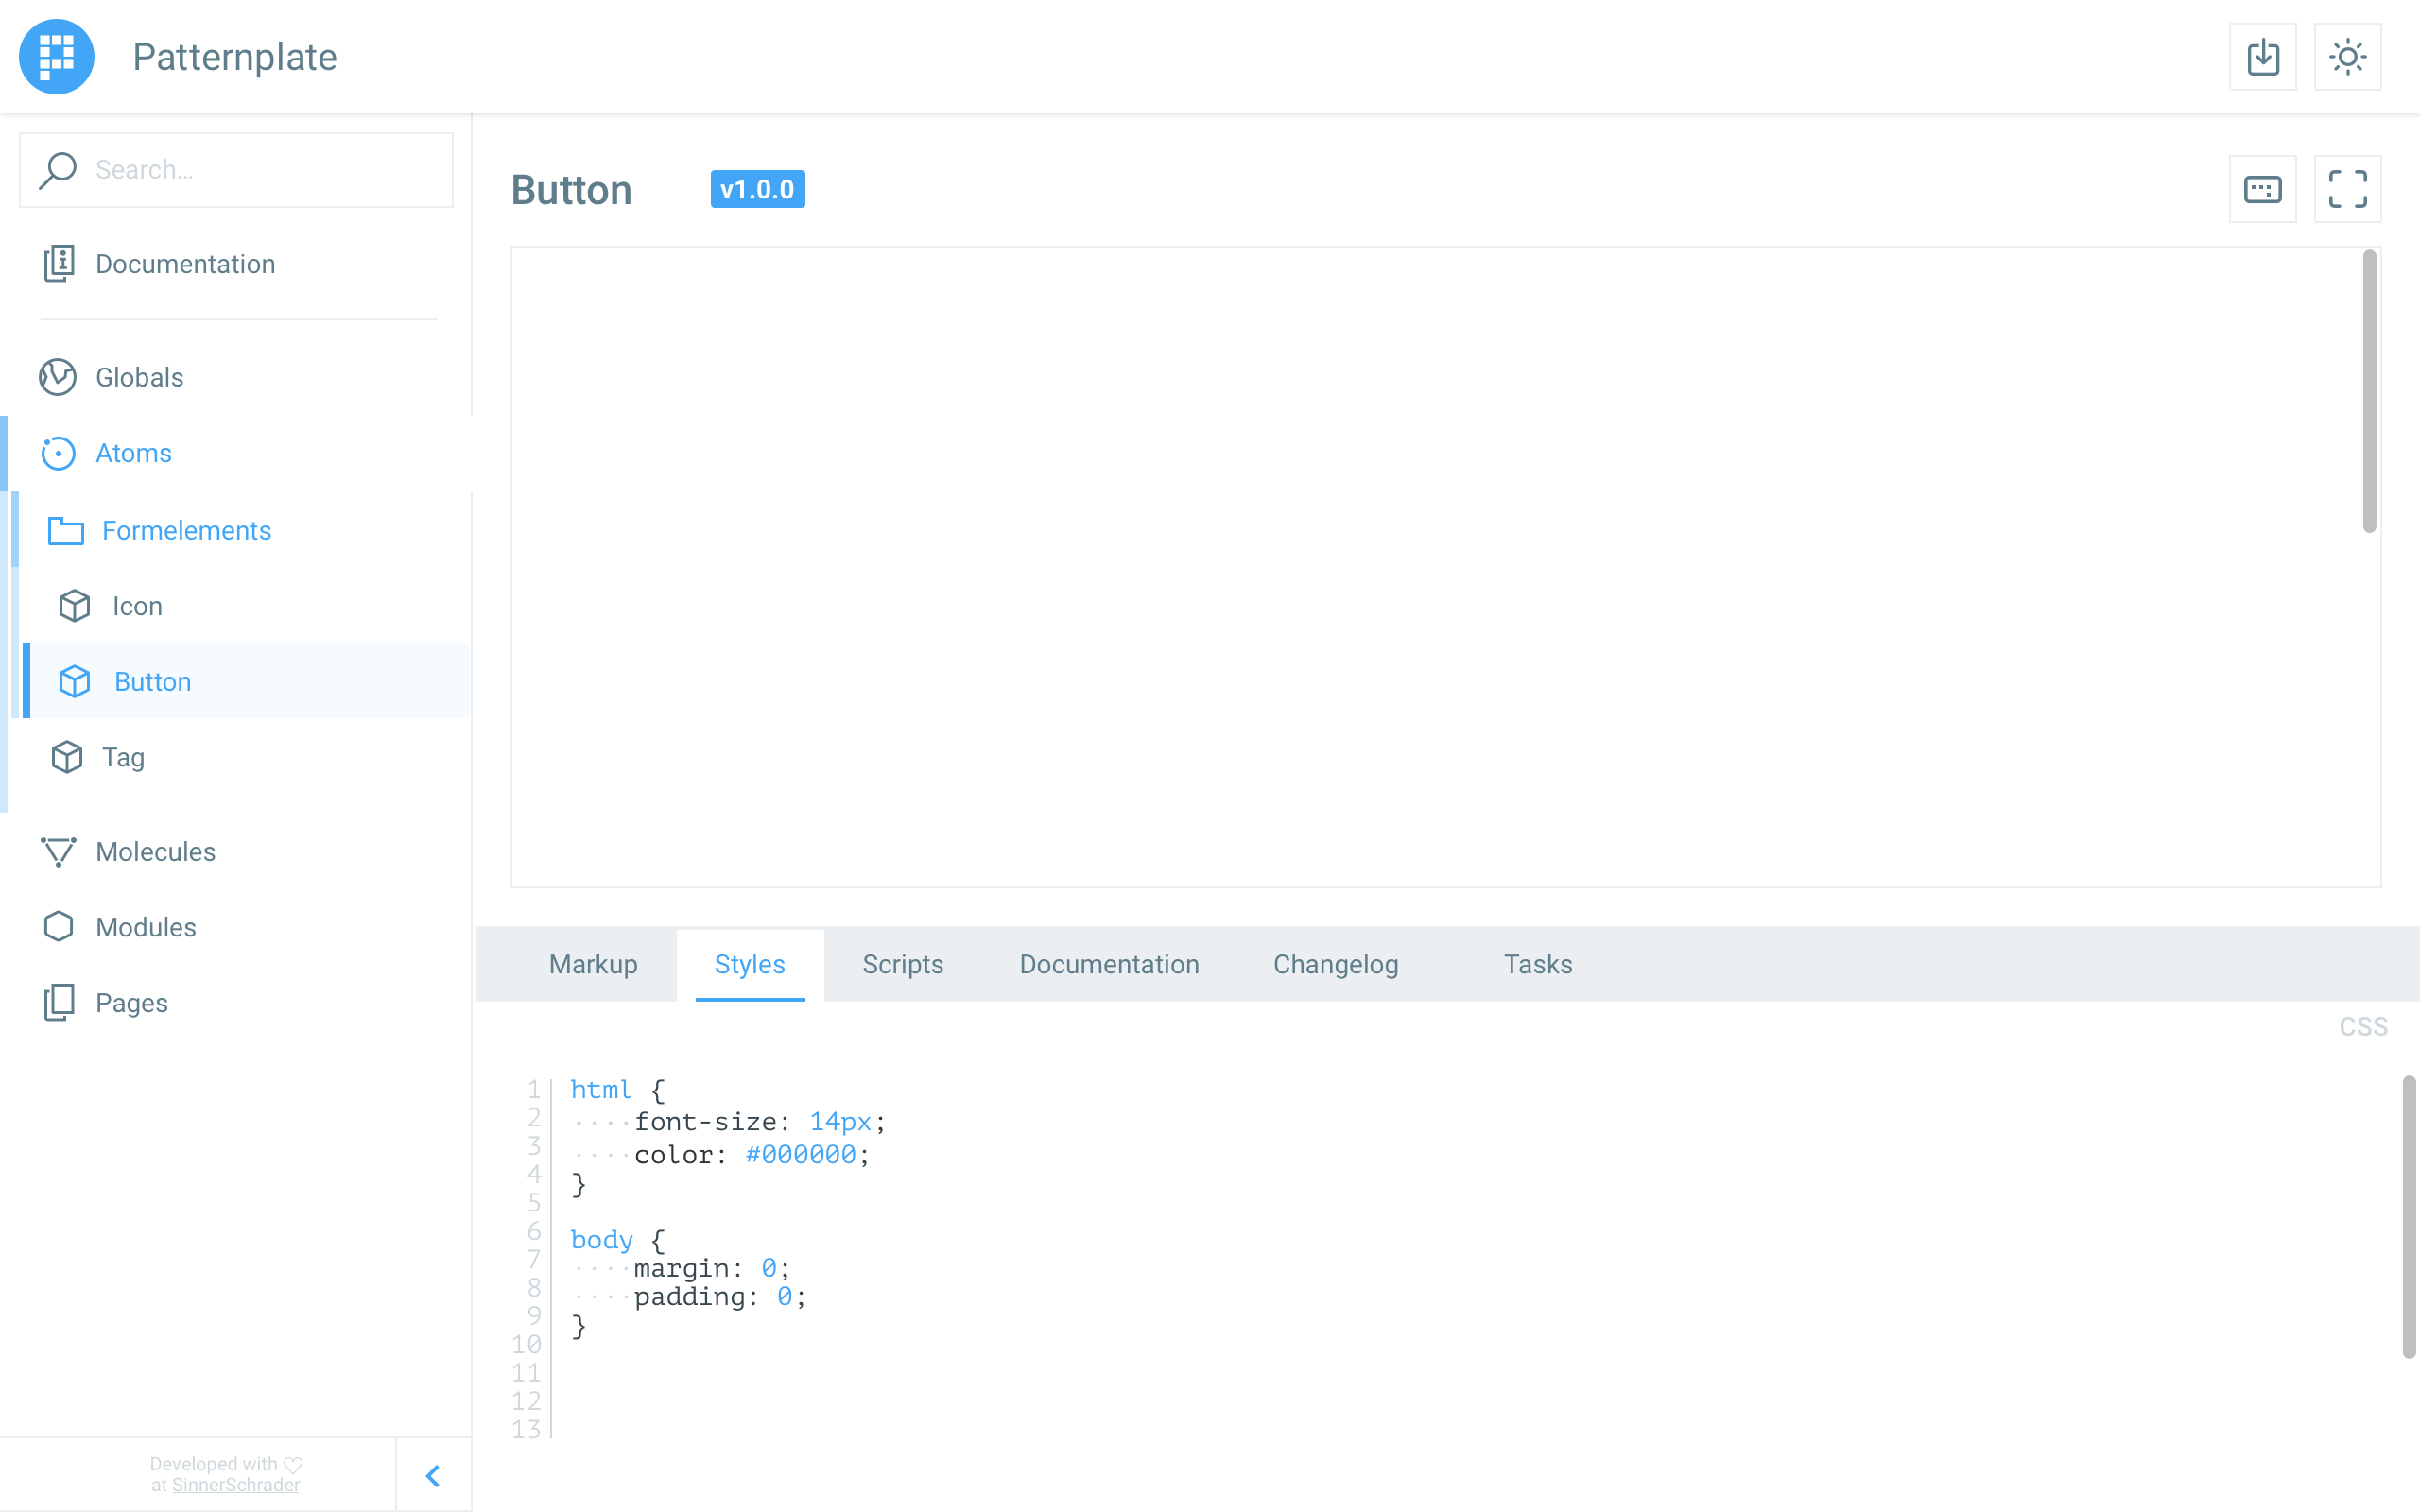 Patternplate
Search...
Documentation
Globals
Atoms
Formelements
Icon
Button
Tag
Molecules
Modules
Pages
Developed with ♡
at SinnerSchrader
Button v1.0.0
Markup Styles Scripts Documentation Changelog Tasks
CSS
1 html {
2 ····font-size: 14px;
3 ····color: #000000;
4 }
5
6 body {
7 ····margin: 0;
8 ····padding: 0;
9 }
10
11
12
13